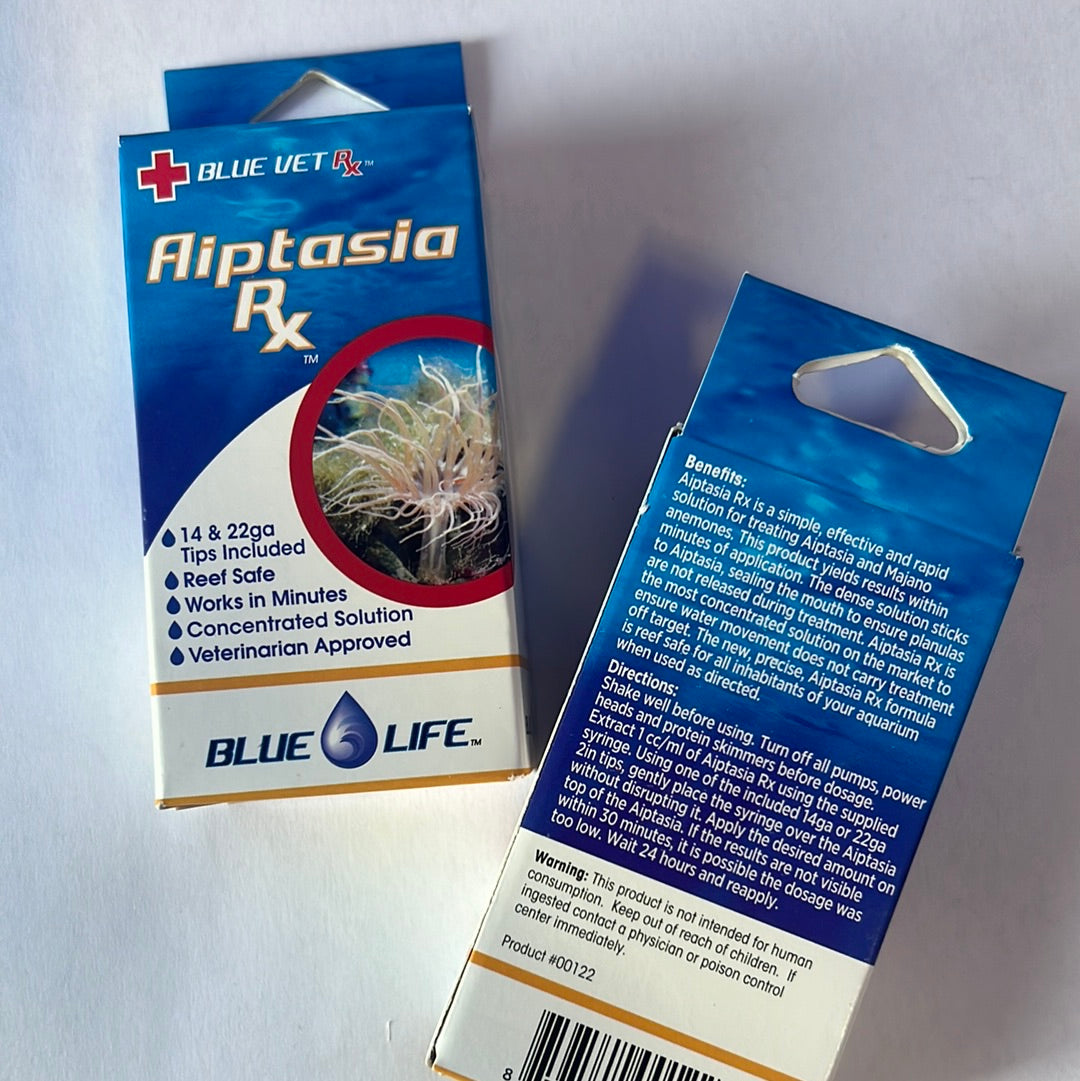 BLUE VET Rx™
Aiptasia
Rx
™
14 & 22ga
Tips Included
Reef Safe
Works in Minutes
Concentrated Solution
Veterinarian Approved
BLUE LIFE™
Benefits:
Aiptasia Rx is a simple, effective and rapid
solution for treating Aiptasia and Majano
anemones. This product yields results within
minutes of application. The dense solution sticks
to Aiptasia, sealing the mouth to ensure planulas
are not released during treatment. Aiptasia Rx is
the most concentrated solution on the market to
ensure water movement does not carry treatment
off target. The new, precise, Aiptasia Rx formula
is reef safe for all inhabitants of your aquarium
when used as directed.
Directions:
Shake well before using. Turn off all pumps, power
heads and protein skimmers before dosage.
Extract 1 cc/ml of Aiptasia Rx using the supplied
syringe. Using one of the included 14ga or 22ga
2in tips, gently place the syringe over the Aiptasia
without disrupting it. Apply the desired amount on
top of the Aiptasia. If the results are not visible
within 30 minutes, it is possible the dosage was
too low. Wait 24 hours and reapply.
Warning: This product is not intended for human
consumption. Keep out of reach of children. If
ingested contact a physician or poison control
center immediately.
Product #00122
8